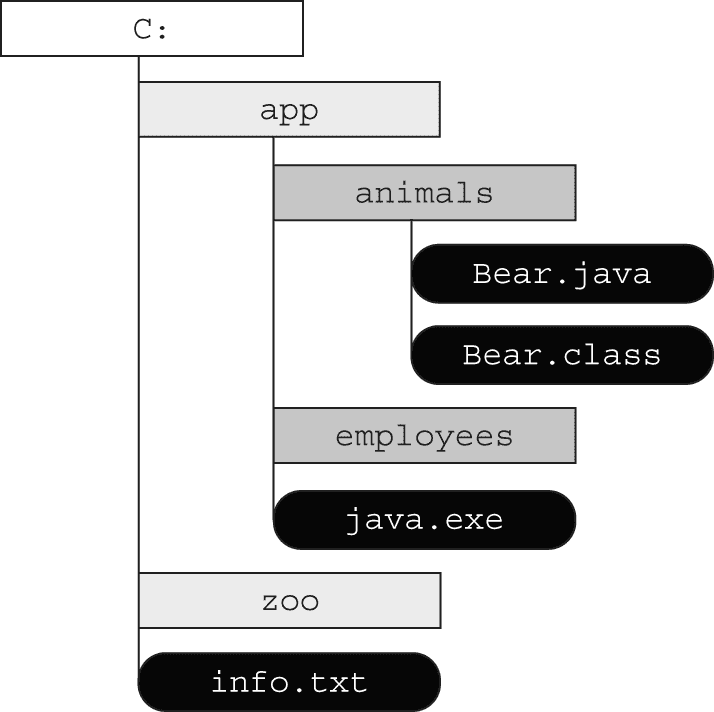 C:
app
animals
Bear.java
Bear.class
employees
java.exe
zoo
info.txt